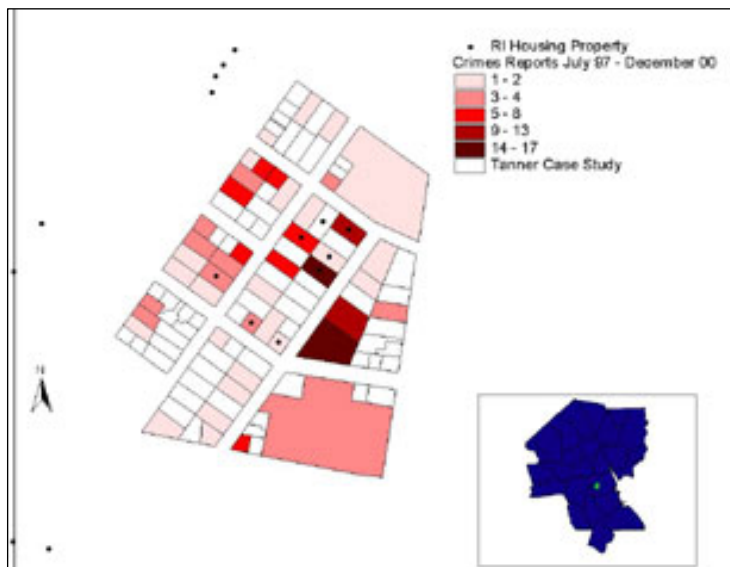 RI Housing Property
Crimes Reports July 97 - December 00
1 - 2
3 - 4
5 - 8
9 - 13
14 - 17
Tanner Case Study
N